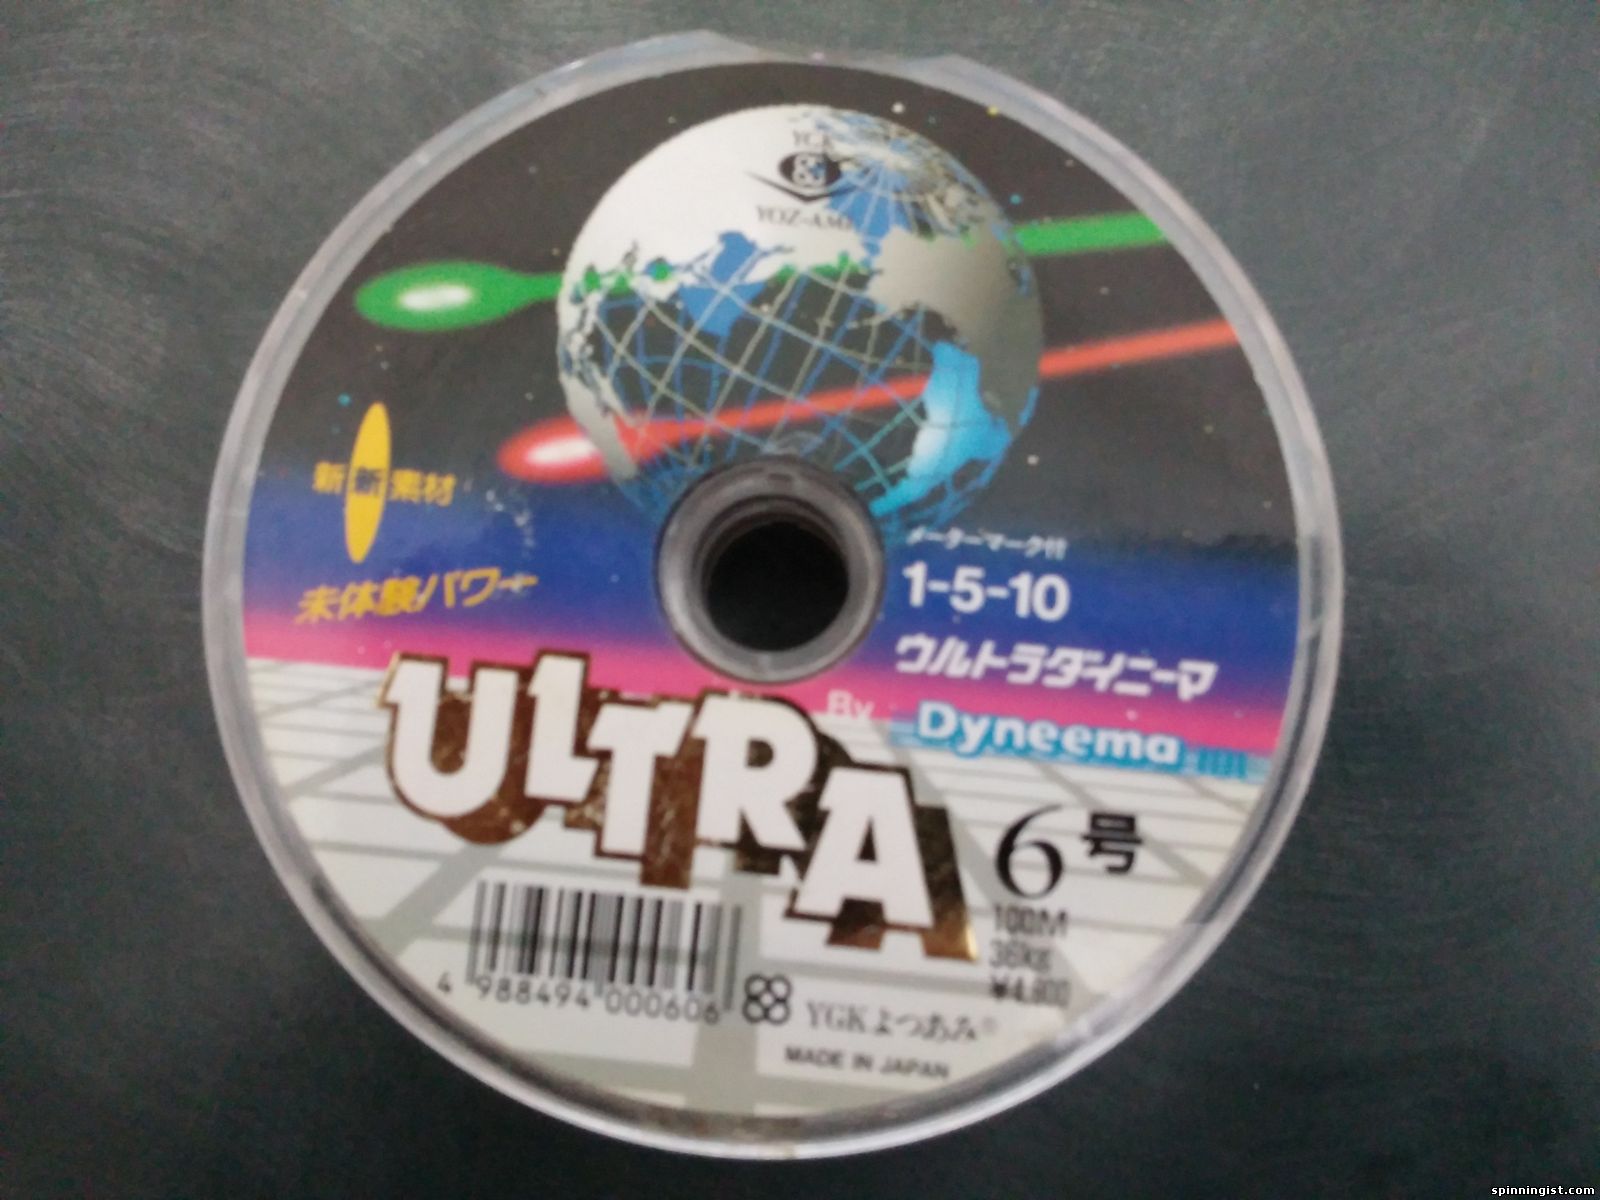 YGK
YOZ-AMI
新新素材
未体験パワー
メーターマーク付
1-5-10
ウルトラダイニーマ
By Dyneema
ULTRA
6号
100M
36kg
¥4,800
4 988494 000606
YGKよつあみ®
MADE IN JAPAN
spinningist.com